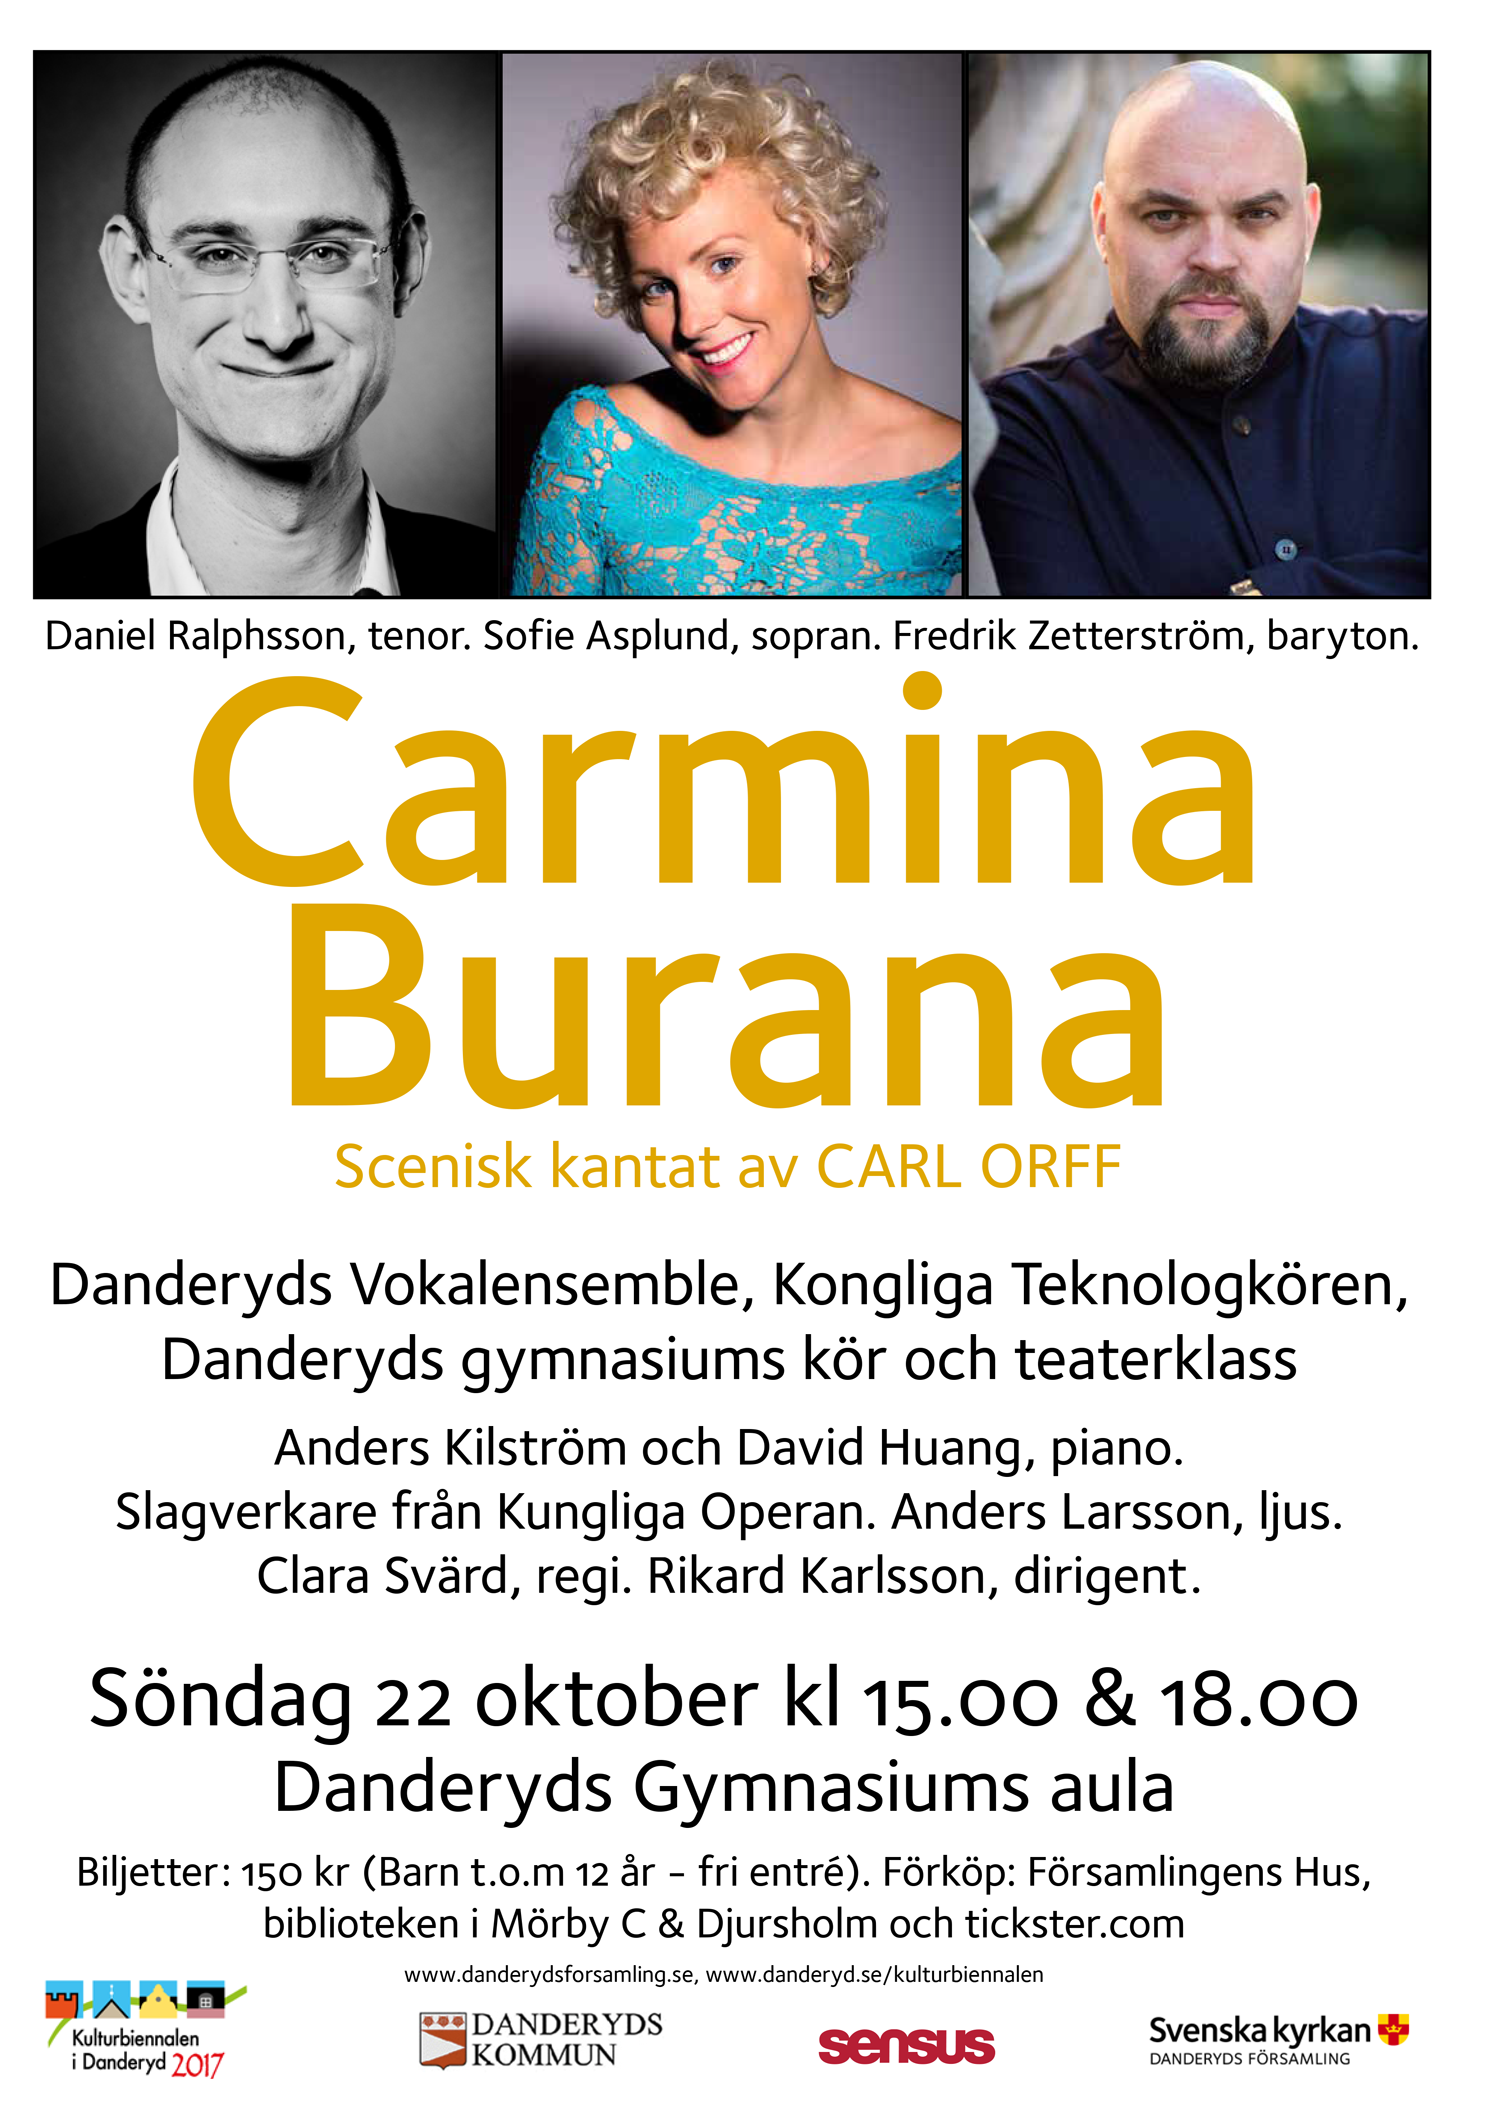 Daniel Ralphsson, tenor. Sofie Asplund, sopran. Fredrik Zetterström, baryton.
Carmina
Burana
Scenisk kantat av CARL ORFF
Danderyds Vokalensemble, Kongliga Teknologkören,
Danderyds gymnasiums kör och teaterklass
Anders Kilström och David Huang, piano.
Slagverkare från Kungliga Operan. Anders Larsson, ljus.
Clara Svärd, regi. Rikard Karlsson, dirigent.
Söndag 22 oktober kl 15.00 & 18.00
Danderyds Gymnasiums aula
Biljetter: 150 kr (Barn t.o.m 12 år – fri entré). Förköp: Församlingens Hus,
biblioteken i Mörby C & Djursholm och tickster.com
www.danderydsforsamling.se, www.danderyd.se/kulturbiennalen
Kulturbiennalen
i Danderyd 2017
DANDERYDS
KOMMUN
sensus
Svenska kyrkan
DANDERYDS FÖRSAMLING